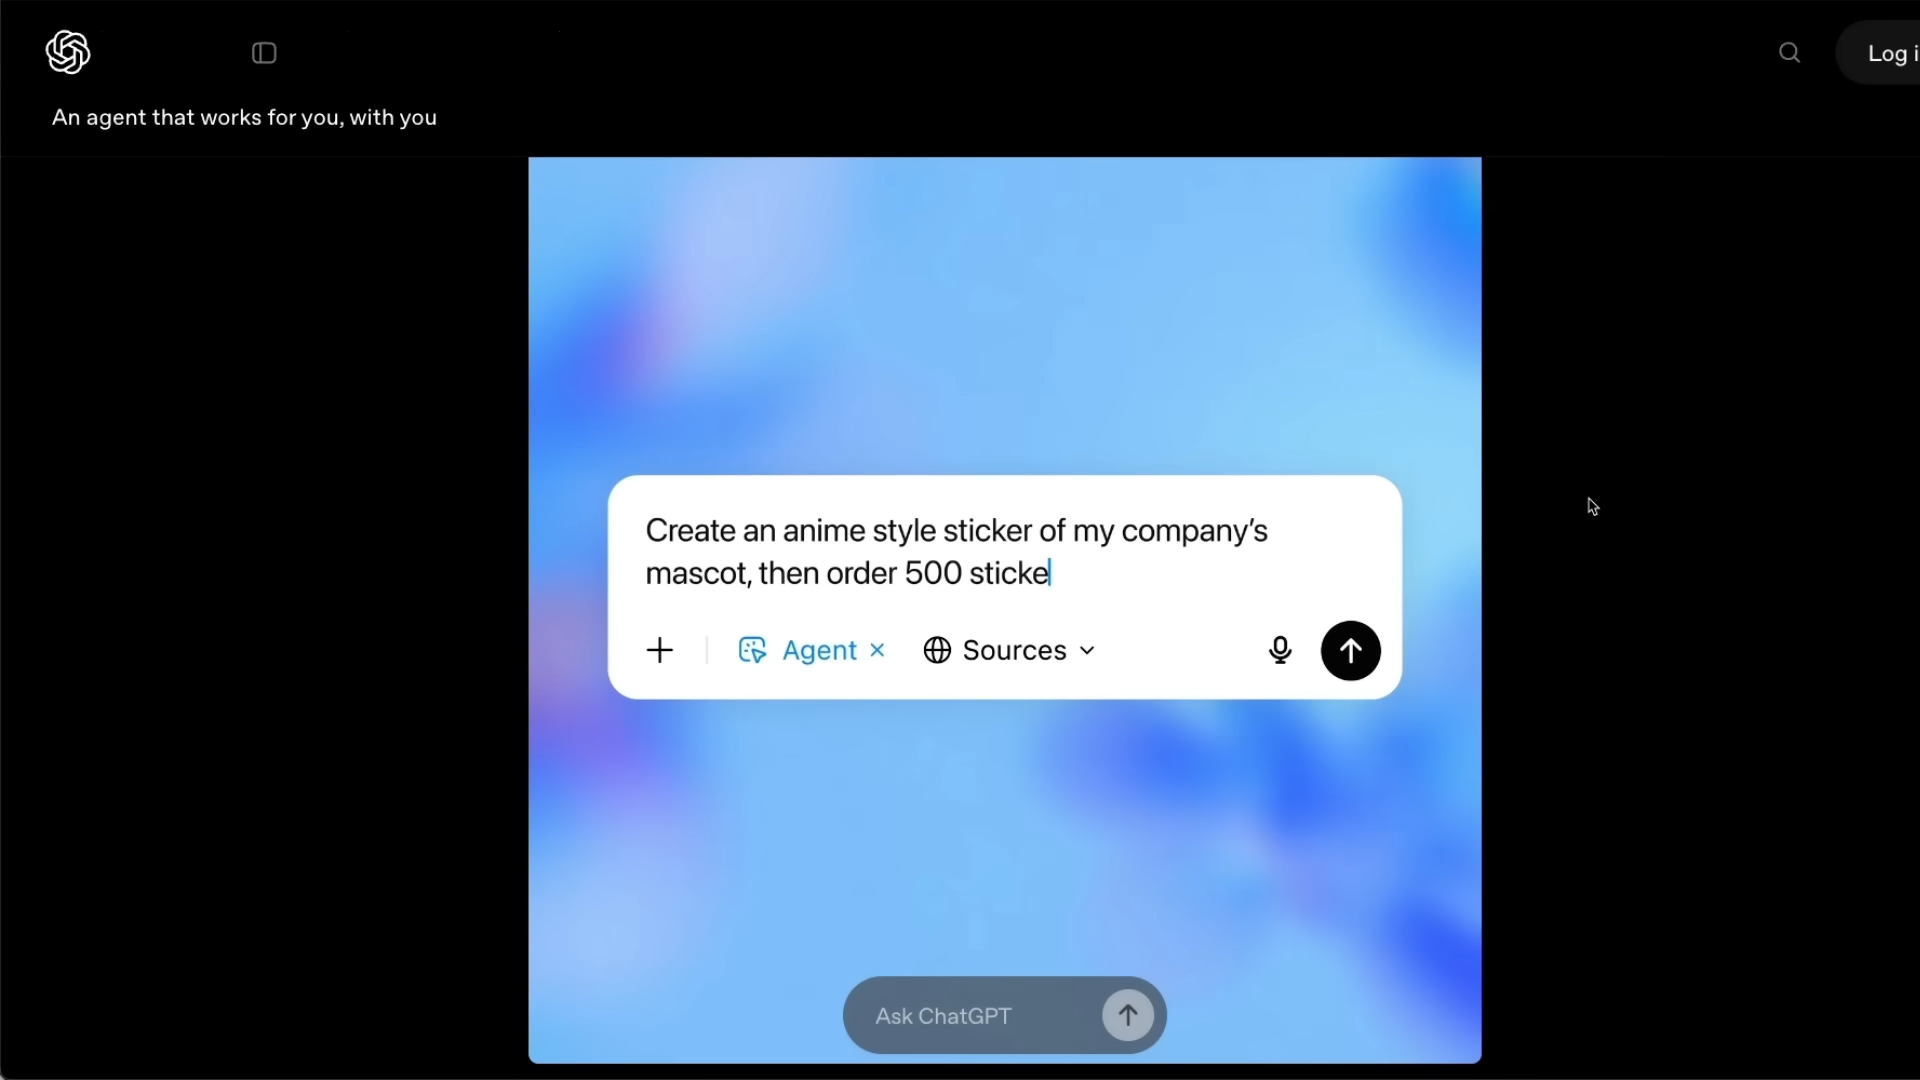 Log i
An agent that works for you, with you
Create an anime style sticker of my company’s
mascot, then order 500 sticke
Agent
Sources
Ask ChatGPT